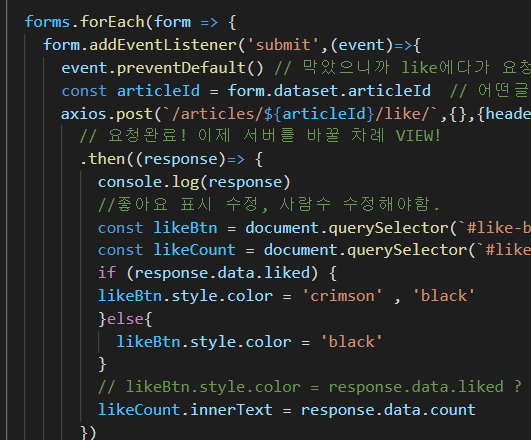 forms.forEach(form => {
form.addEventListener('submit',(event)=>{
event.preventDefault() // 막았으니까 like에다가 요청
const articleId = form.dataset.articleId // 어떤글
axios.post(`/articles/${articleId}/like/`,{},{heade
// 요청완료! 이제 서버를 바꿀 차례 VIEW!
.then((response)=> {
console.log(response)
//좋아요 표시 수정, 사람수 수정해야함.
const likeBtn = document.querySelector(`#like-b
const likeCount = document.querySelector(`#like
if (response.data.liked) {
likeBtn.style.color = 'crimson' , 'black'
}else{
likeBtn.style.color = 'black'
}
// likeBtn.style.color = response.data.liked ?
likeCount.innerText = response.data.count
})